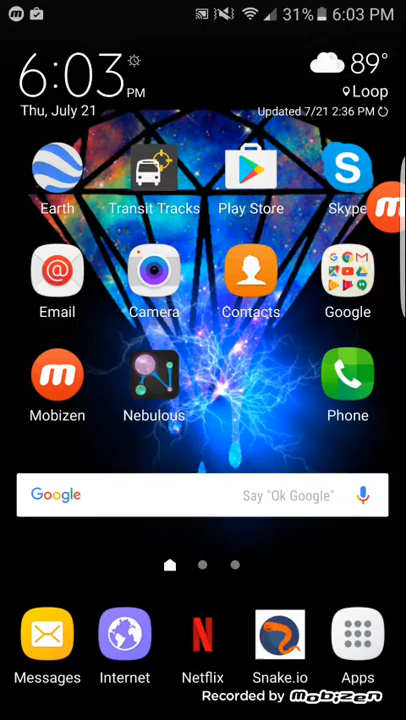 31% 6:03 PM
6:03 PM
Thu, July 21
89°
Loop
Updated 7/21 2:36 PM
Earth
Transit Tracks
Play Store
Skype
Email
Camera
Contacts
Google
Mobizen
Nebulous
Phone
Google
Say "Ok Google"
Messages
Internet
Netflix
Snake.io
Apps
Recorded by Mobizen